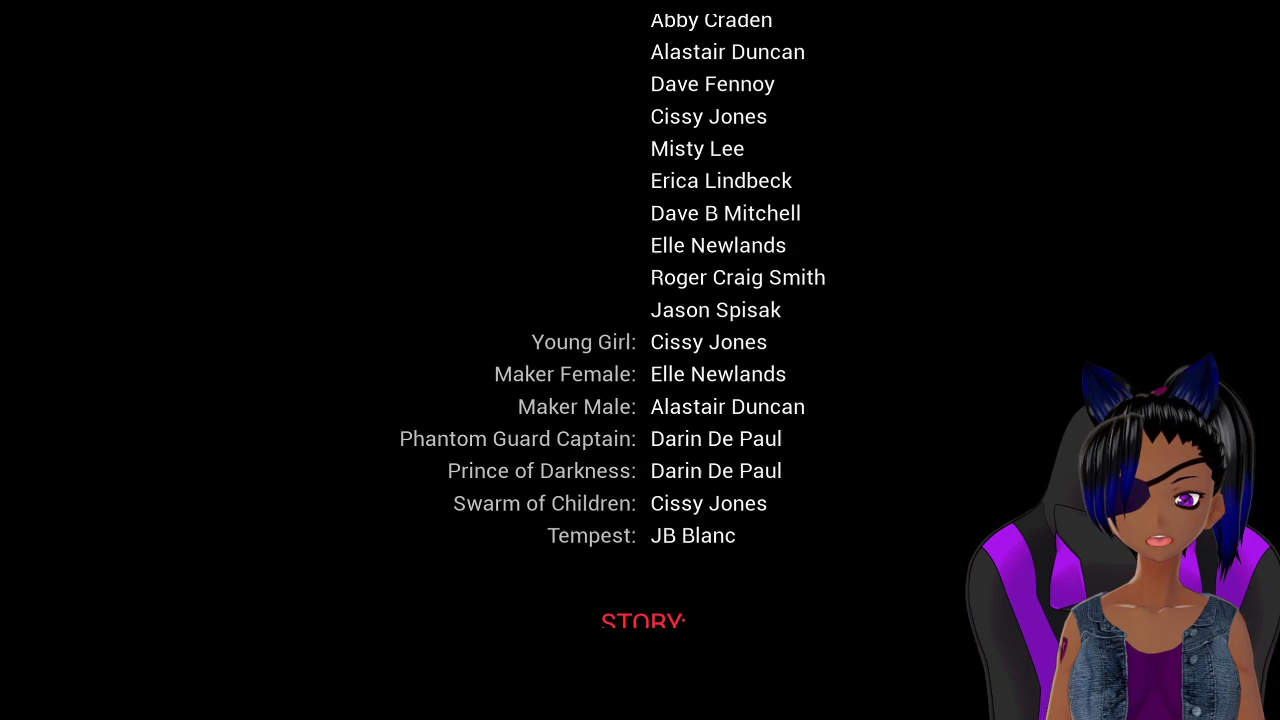 Abby Craden
Alastair Duncan
Dave Fennoy
Cissy Jones
Misty Lee
Erica Lindbeck
Dave B Mitchell
Elle Newlands
Roger Craig Smith
Jason Spisak
Young Girl: Cissy Jones
Maker Female: Elle Newlands
Maker Male: Alastair Duncan
Phantom Guard Captain: Darin De Paul
Prince of Darkness: Darin De Paul
Swarm of Children: Cissy Jones
Tempest: JB Blanc
STORY: